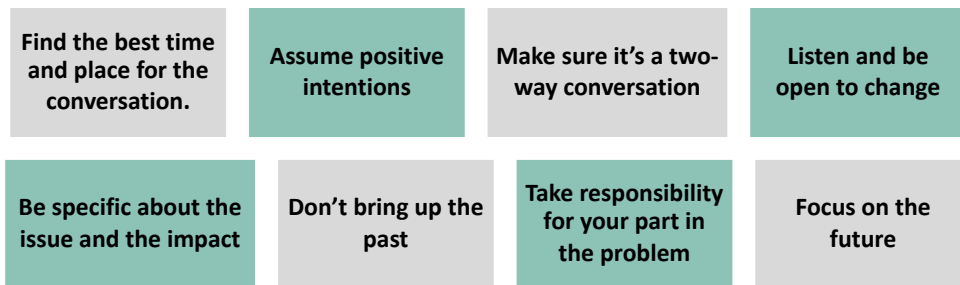 Find the best time
and place for the
conversation.
Assume positive
intentions
Make sure it’s a two-
way conversation
Listen and be
open to change
Be specific about the
issue and the impact
Don’t bring up the
past
Take responsibility
for your part in
the problem
Focus on the
future